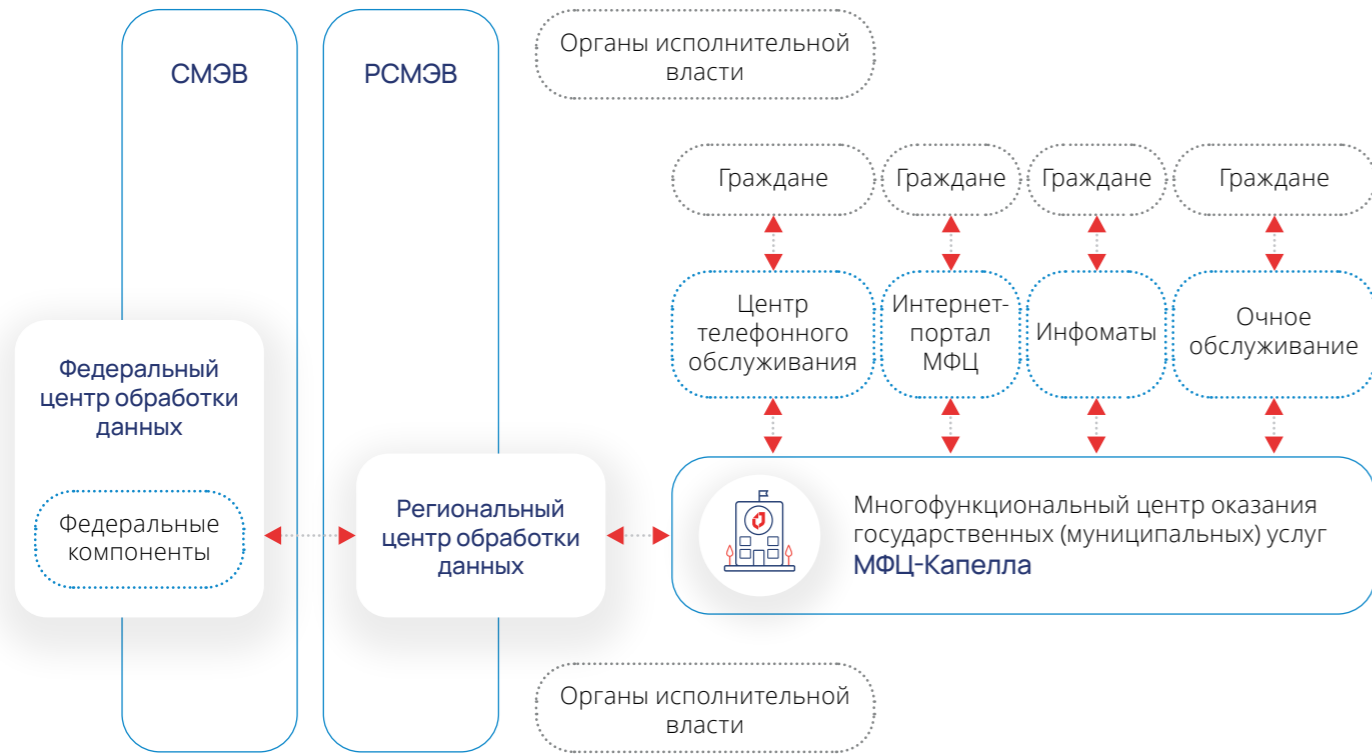 СМЭВ
РСМЭВ
Органы исполнительной
власти
Граждане
Граждане
Граждане
Граждане
Центр
телефонного
обслуживания
Интернет-
портал
МФЦ
Инфоматы
Очное
обслуживание
Федеральный
центр обработки
данных
Федеральные
компоненты
Региональный
центр обработки
данных
Многофункциональный центр оказания
государственных (муниципальных) услуг
МФЦ-Капелла
Органы исполнительной
власти